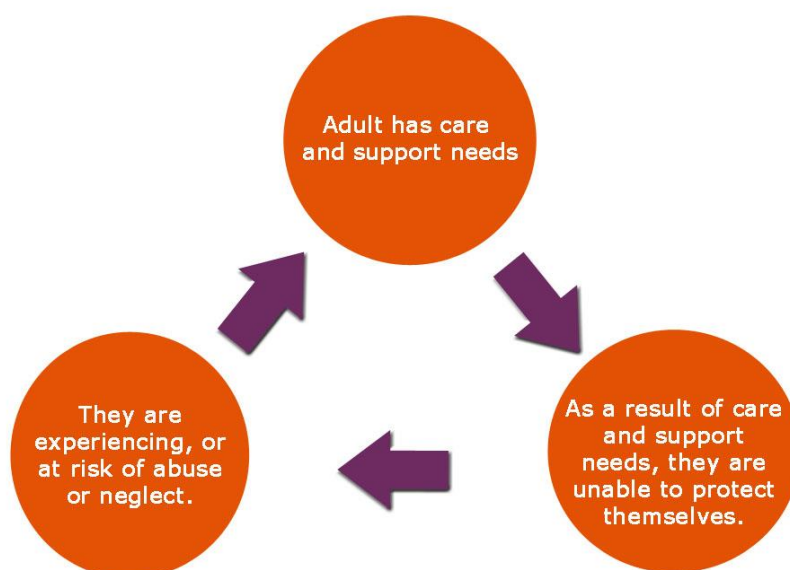 Adult has care
and support needs
As a result of care
and support
needs, they are
unable to protect
themselves.
They are
experiencing, or
at risk of abuse
or neglect.